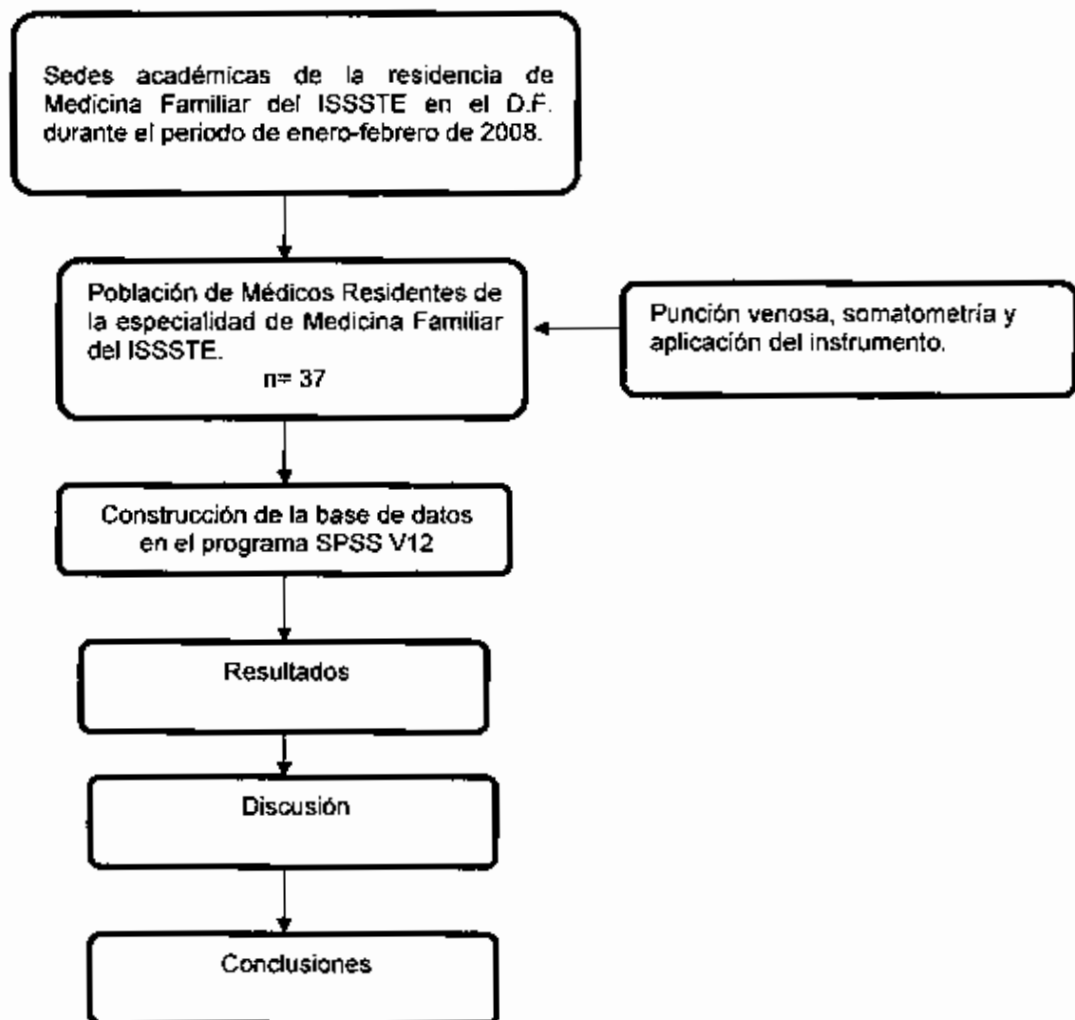 Sedes académicas de la residencia de
Medicina Familiar del ISSSTE en el D.F.
durante el periodo de enero-febrero de 2008.
Población de Médicos Residentes de
la especialidad de Medicina Familiar
del ISSSTE.
n= 37
Punción venosa, somatometría y
aplicación del instrumento.
Construcción de la base de datos
en el programa SPSS V12
Resultados
Discusión
Conclusiones